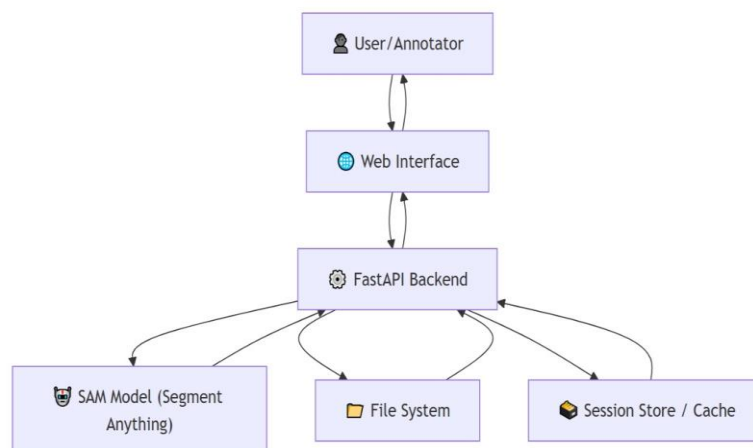 User/Annotator
Web Interface
FastAPI Backend
SAM Model (Segment
Anything)
File System
Session Store / Cache